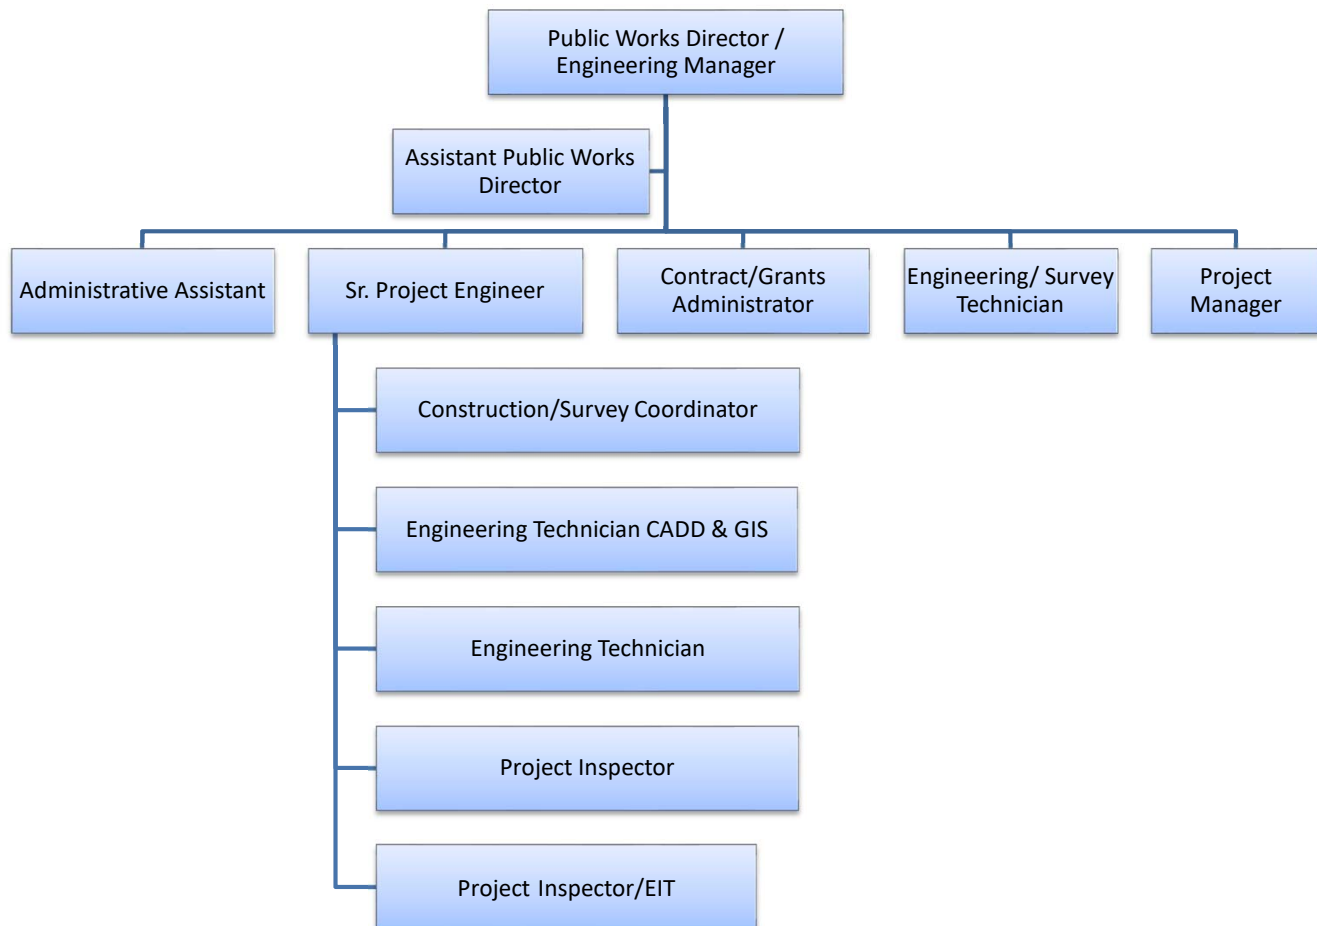 Public Works Director /
Engineering Manager
Assistant Public Works
Director
Administrative Assistant
Sr. Project Engineer
Contract/Grants
Administrator
Engineering/ Survey
Technician
Project
Manager
Construction/Survey Coordinator
Engineering Technician CADD & GIS
Engineering Technician
Project Inspector
Project Inspector/EIT